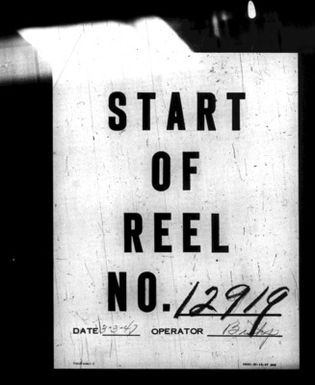 START
OF
REEL
NO. 12919
DATE 3-3-47 OPERATOR